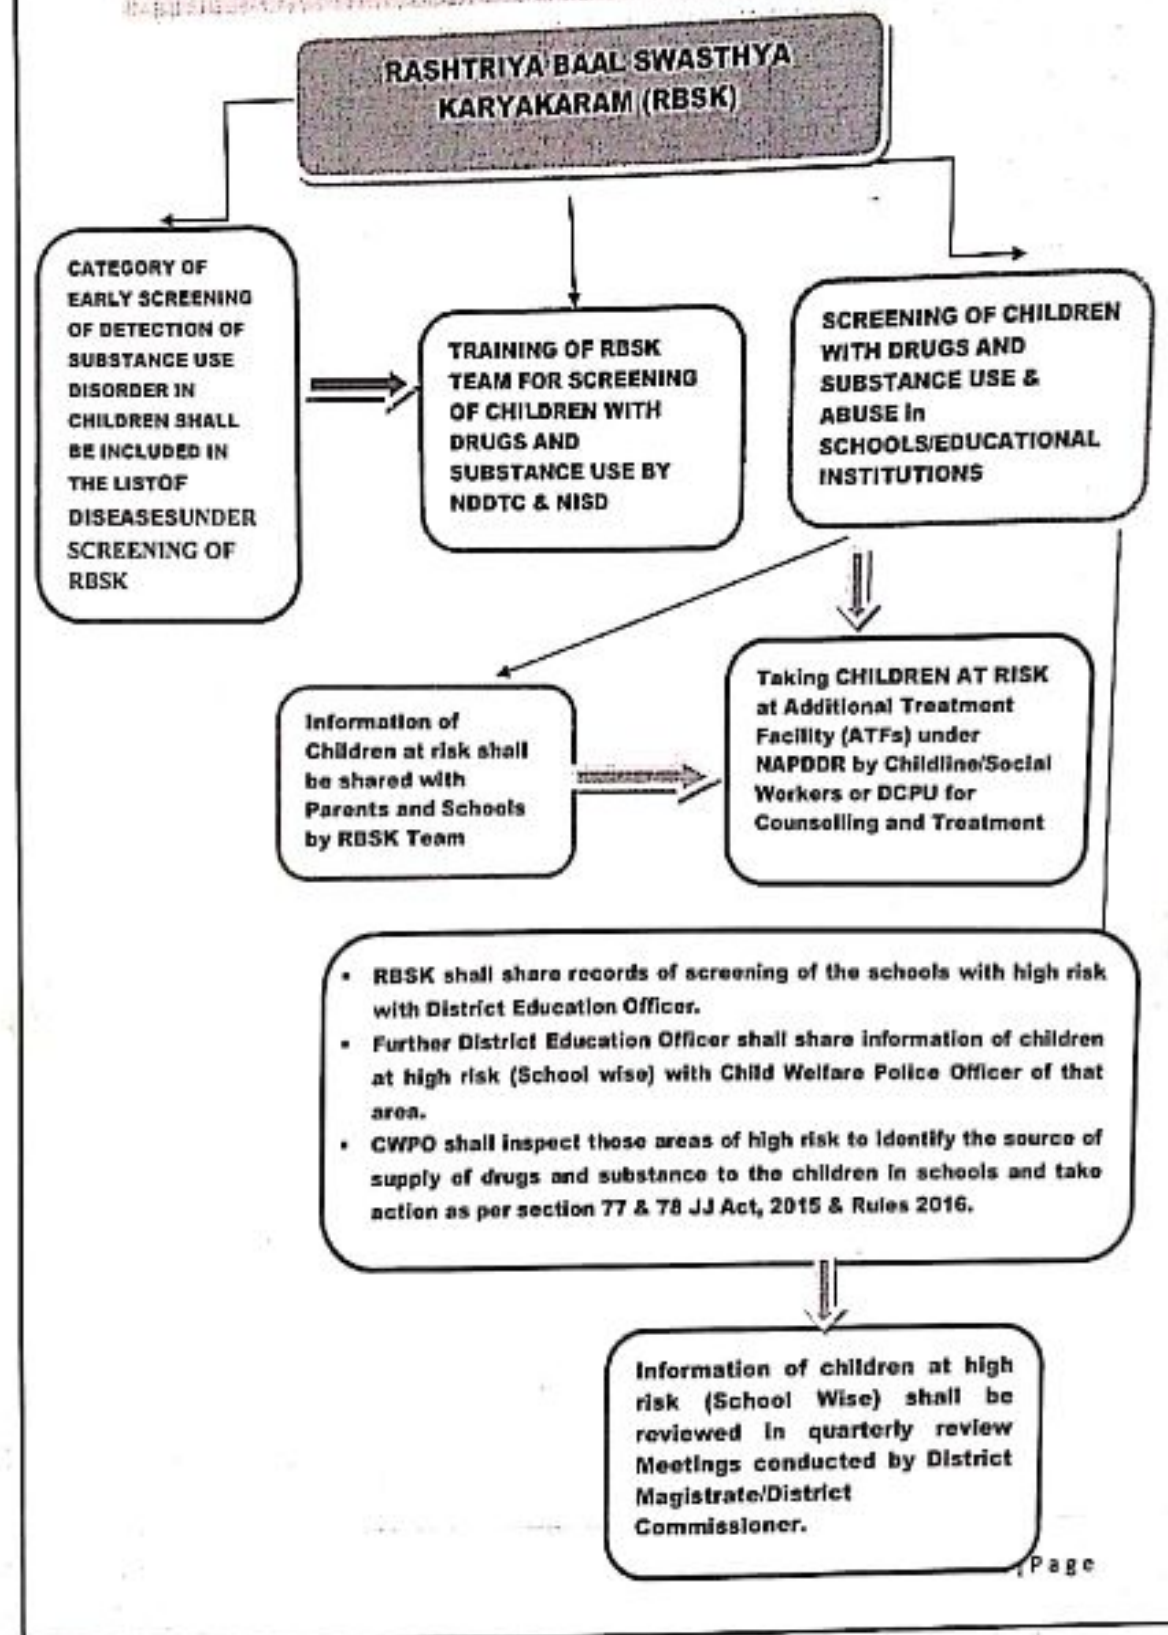 RASHTRIYA BAAL SWASTHYA
KARYAKARAM (RBSK)
CATEGORY OF
EARLY SCREENING
OF DETECTION OF
SUBSTANCE USE
DISORDER IN
CHILDREN SHALL
BE INCLUDED IN
THE LISTOF
DISEASESUNDER
SCREENING OF
RBSK
TRAINING OF RBSK
TEAM FOR SCREENING
OF CHILDREN WITH
DRUGS AND
SUBSTANCE USE BY
NDDTC & NISD
SCREENING OF CHILDREN
WITH DRUGS AND
SUBSTANCE USE &
ABUSE in
SCHOOLS/EDUCATIONAL
INSTITUTIONS
Information of
Children at risk shall
be shared with
Parents and Schools
by RBSK Team
Taking CHILDREN AT RISK
at Additional Treatment
Facility (ATFs) under
NAPDDR by Childline/Social
Workers or DCPU for
Counselling and Treatment
• RBSK shall share records of screening of the schools with high risk
with District Education Officer.
• Further District Education Officer shall share information of children
at high risk (School wise) with Child Welfare Police Officer of that
area.
• CWPO shall inspect those areas of high risk to identify the source of
supply of drugs and substance to the children in schools and take
action as per section 77 & 78 JJ Act, 2015 & Rules 2016.
Information of children at high
risk (School Wise) shall be
reviewed in quarterly review
Meetings conducted by District
Magistrate/District
Commissioner.
| Page